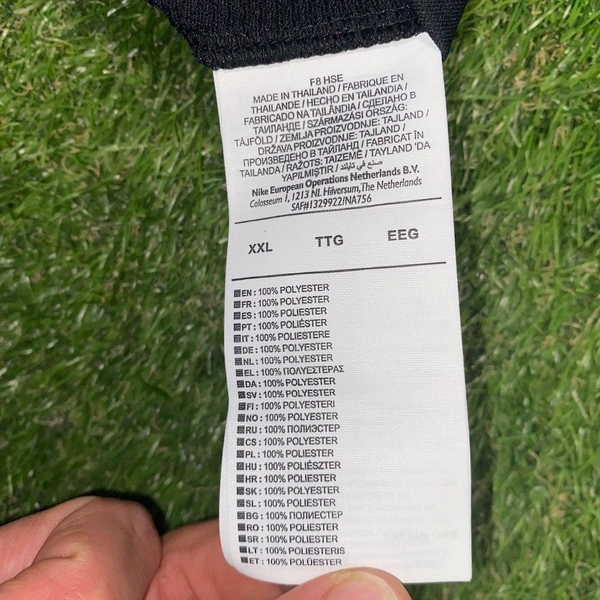 F8 HSE
MADE IN THAILAND / FABRIQUE EN
THAILANDE / HECHO EN TAILANDIA /
FABRICADO NA TAILÂNDIA / СДЕЛАНО В
ТАИЛАНДЕ / SZÁRMAZÁSI ORSZÁG:
TÁJFÖLD / ZEMLJA PROIZVODNJE: TAJLAND /
DRŽAVA PROIZVODNJE: TAJLAND /
ПРОИЗВЕДЕНО В ТАЙЛАНД / FABRICAT ÎN
TAILANDA / RAŽOTS: TAIZEMĒ / TAYLAND 'DA
YAPILMIŞTIR / صنع في تايلند
Nike European Operations Netherlands B.V.
Colosseum 1, 1213 NL Hilversum, The Netherlands
SAF#1329922/NA756
XXL TTG EEG
EN : 100% POLYESTER
FR : 100% POLYESTER
ES : 100% POLIESTER
PT : 100% POLIÉSTER
IT : 100% POLIESTERE
DE : 100% POLYESTER
NL : 100% POLYESTER
EL : 100% ΠΟΛΥΕΣΤΕΡΑΣ
DA : 100% POLYESTER
SV : 100% POLYESTER
FI : 100% POLYESTERI
NO : 100% POLYESTER
RU : 100% ПОЛИЭСТЕР
CS : 100% POLYESTER
PL : 100% POLIESTER
HU : 100% POLIÉSZTER
HR : 100% POLIESTER
SK : 100% POLYESTER
SL : 100% POLIESTER
BG : 100% ПОЛИЕСТЕР
RO : 100% POLIESTER
SR : 100% POLIESTER
LT : 100% POLIESTERIS
ET : 100% POLÜESTER